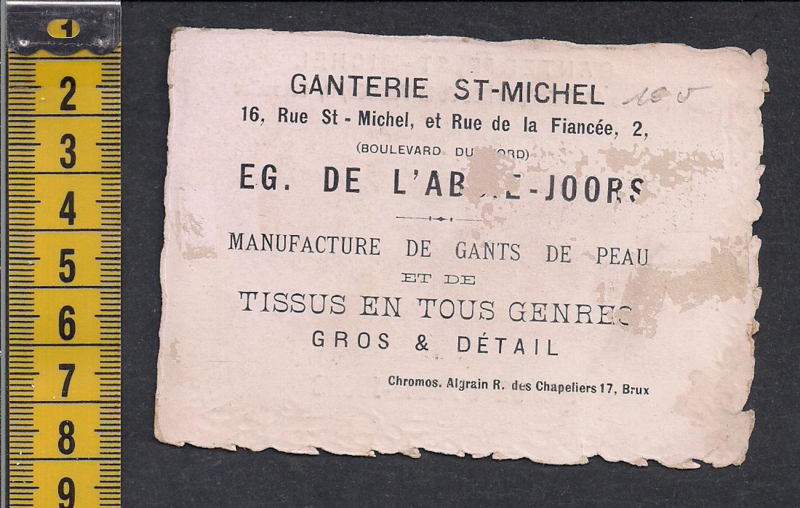 1
2
3
4
5
6
7
8
9
GANTERIE ST-MICHEL
16, Rue St-Michel, et Rue de la Fiancée, 2,
(BOULEVARD DU NORD)
EG. DE L'AB
-JOORS
MANUFACTURE DE GANTS DE PEAU
ET DE
TISSUS EN TOUS GENRES
GROS & DÉTAIL
Chromos. Algrain R. des Chapeliers 17, Brux